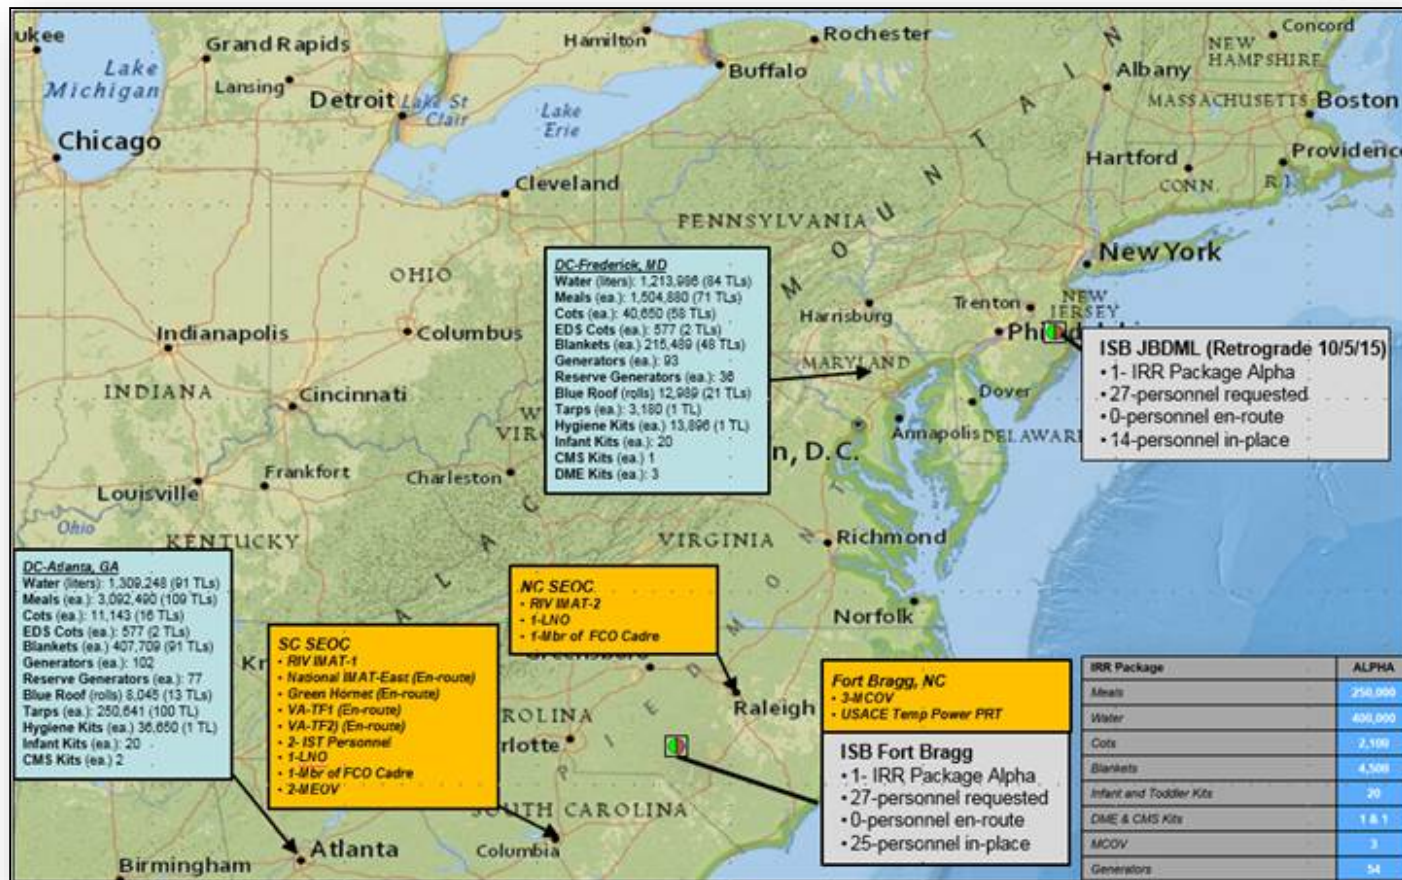 ukee
Grand Rapids
Lake
Michigan
Lansing
Detroit
Lake St
Clair
Chicago
Hamilton
Rochester
Buffalo
Lake
Erie
Cleveland
Concord
NEW
HAMPSHIRE
Albany
MASSACHUSETTS
Boston
Hartford
Providence
CONN.
R.I.
PENNSYLVANIA
New York
OHIO
Indianapolis
Columbus
INDIANA
Cincinnati
Frankfort
Louisville
Ohio
KENTUCKY
Charleston
Harrisburg
Trenton
NEW
JERSEY
MARYLAND
Dover
Annapolis
DELAWARE
n, D.C.
VIRGINIA
Richmond
Norfolk
Raleigh
ROLINA
rlotte
SOUTH CAROLINA
Columbia
Atlanta
Birmingham
MOUNTAIN
DC-Frederick, MD
Water (liters): 1,213,986 (84 TLs)
Meals (ea.): 1,504,880 (71 TLs)
Cots (ea.): 40,650 (58 TLs)
EDS Cots (ea.): 577 (2 TLs)
Blankets (ea.) 215,489 (48 TLs)
Generators (ea.): 93
Reserve Generators (ea.): 36
Blue Roof (rolls) 12,989 (21 TLs)
Tarps (ea.): 3,180 (1 TL)
Hygiene Kits (ea.) 13,896 (1 TL)
Infant Kits (ea.): 20
CMS Kits (ea.) 1
DME Kits (ea.): 3
ISB JBDML (Retrograde 10/5/15)
•1- IRR Package Alpha
•27-personnel requested
•0-personnel en-route
•14-personnel in-place
DC-Atlanta, GA
Water (liters): 1,309,248 (91 TLs)
Meals (ea.): 3,092,490 (109 TLs)
Cots (ea.): 11,143 (16 TLs)
EDS Cots (ea.): 577 (2 TLs)
Blankets (ea.) 407,709 (91 TLs)
Generators (ea.): 102
Reserve Generators (ea.): 77
Blue Roof (rolls) 8,045 (13 TLs)
Tarps (ea.): 250,641 (100 TL)
Hygiene Kits (ea.) 36,650 (1 TL)
Infant Kits (ea.): 20
CMS Kits (ea.) 2
SC SEOC
• RIV IMAT-1
• National IMAT-East (En-route)
• Green Hornet (En-route)
• VA-TF1 (En-route)
• VA-TF2) (En-route)
• 2- IST Personnel
• 1-LNO
• 1-Mbr of FCO Cadre
• 2-MEOV
NC SEOC
• RIV IMAT-2
• 1-LNO
• 1-Mbr of FCO Cadre
Fort Bragg, NC
• 3-MCOV
• USACE Temp Power PRT
ISB Fort Bragg
•1- IRR Package Alpha
•27-personnel requested
•0-personnel en-route
•25-personnel in-place
IRR Package ALPHA
Meals 250,000
Water 400,000
Cots 2,100
Blankets 4,500
Infant and Toddler Kits 20
DME & CMS Kits 1 & 1
MCOV 3
Generators 54